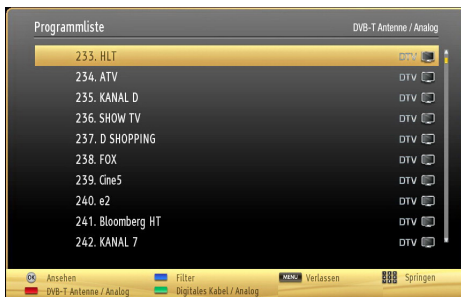 Programmliste DVB-T Antenne / Analog
233. HLT DTV
234. ATV DTV
235. KANAL D DTV
236. SHOW TV DTV
237. D SHOPPING DTV
238. FOX DTV
239. Cine5 DTV
240. e2 DTV
241. Bloomberg HT DTV
242. KANAL 7 DTV
OK Ansehen Filter MENU Verlassen Springen
DVB-T Antenne / Analog Digitales Kabel / Analog